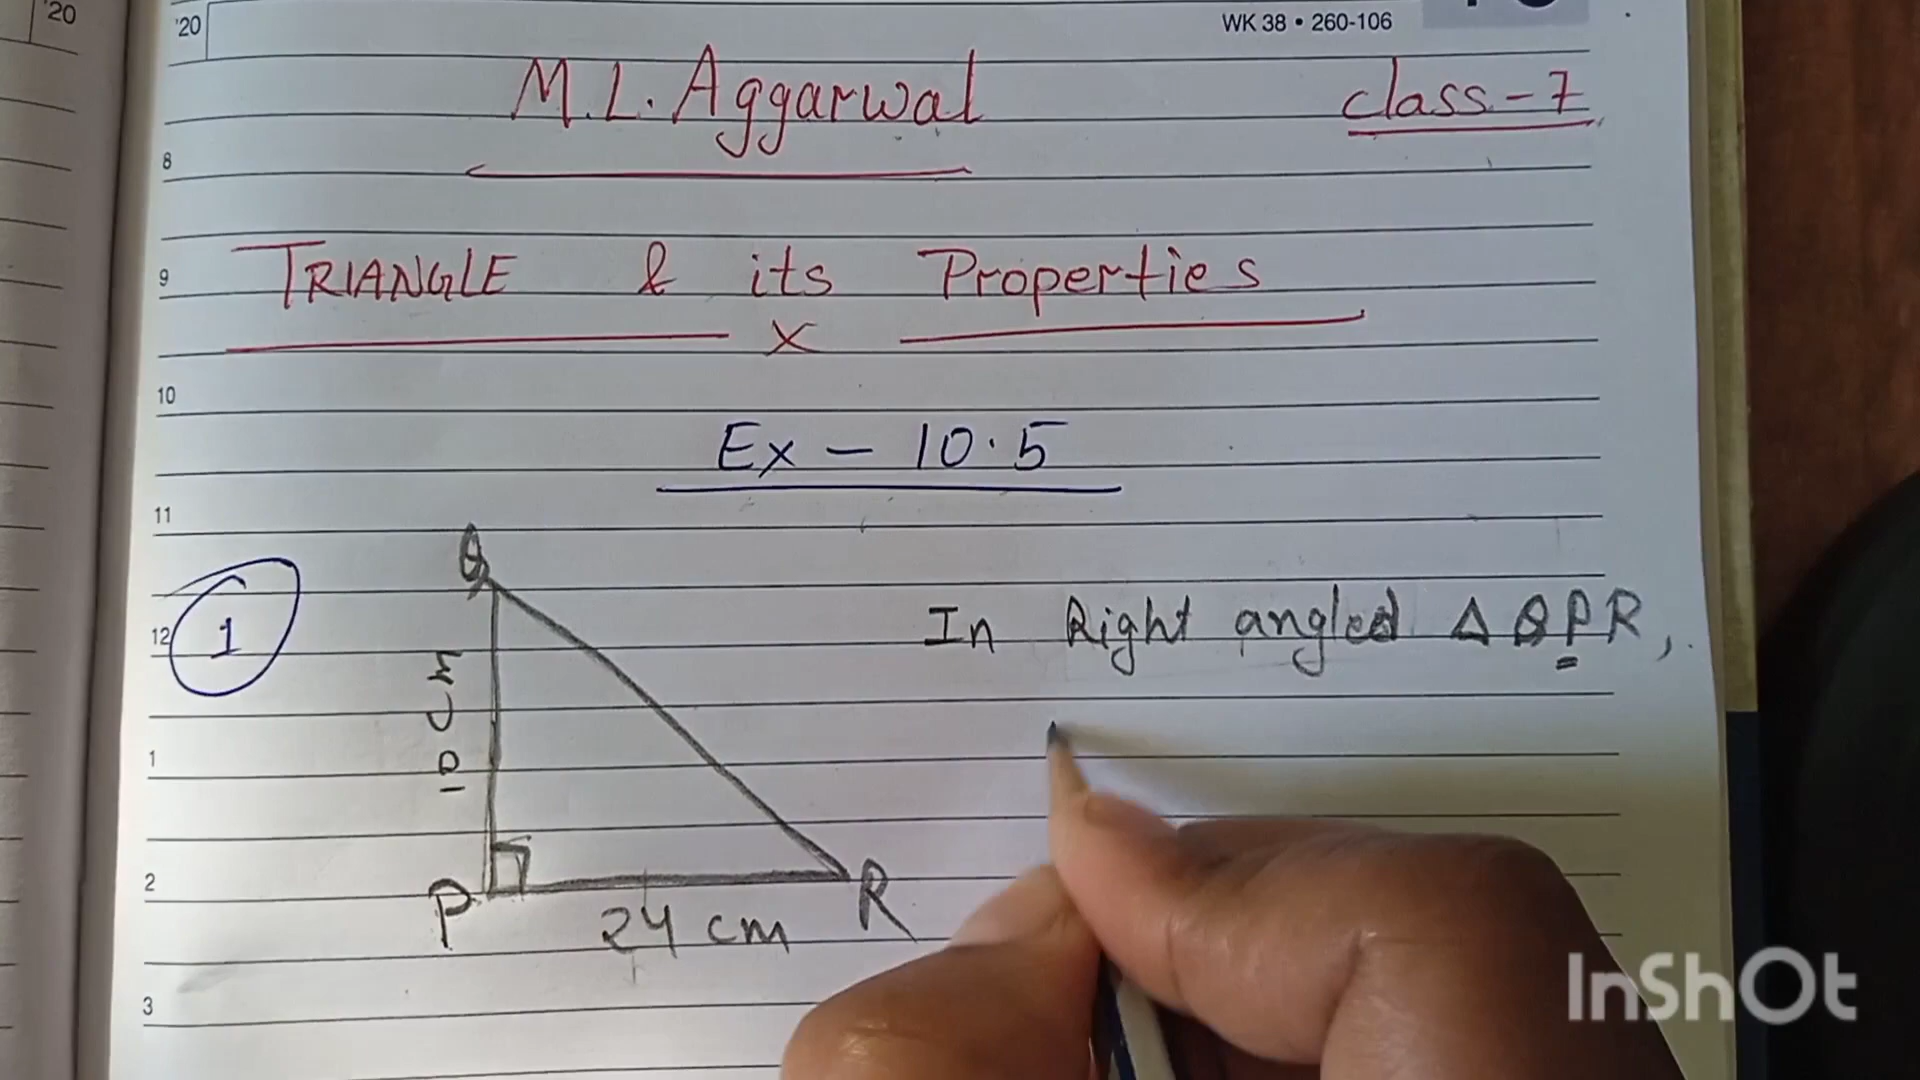 '20
'20
WK 38 • 260-106
M.L. Aggarwal
class-7
8
TRIANGLE & its Properties
9
x
10
Ex - 10.5
11
Q
1
12
In Right angled Δ QPR,
10 CM
1
2
P
R
24 cm
3
InShOt